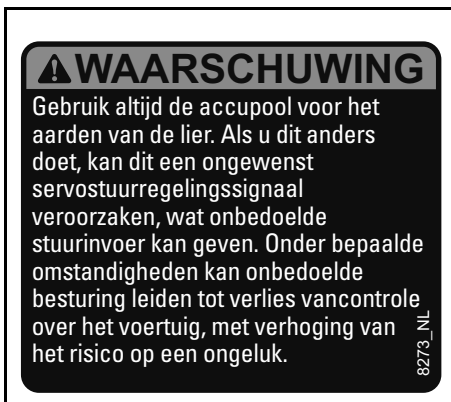 WAARSCHUWING
Gebruik altijd de accupool voor het
aarden van de lier. Als u dit anders
doet, kan dit een ongewenst
servostuurregelingssignaal
veroorzaken, wat onbedoelde
stuurinvoer kan geven. Onder bepaalde
omstandigheden kan onbedoelde
besturing leiden tot verlies vancontrole
over het voertuig, met verhoging van
het risico op een ongeluk.
8273_NL